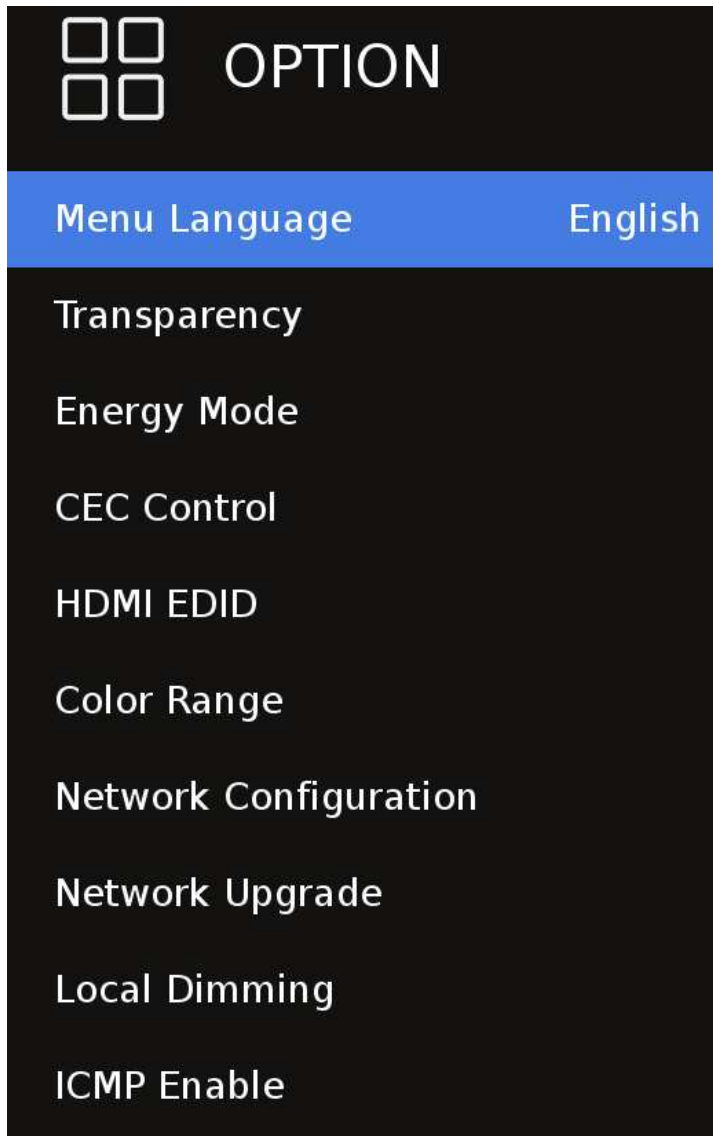 OPTION
Menu Language English
Transparency
Energy Mode
CEC Control
HDMI EDID
Color Range
Network Configuration
Network Upgrade
Local Dimming
ICMP Enable